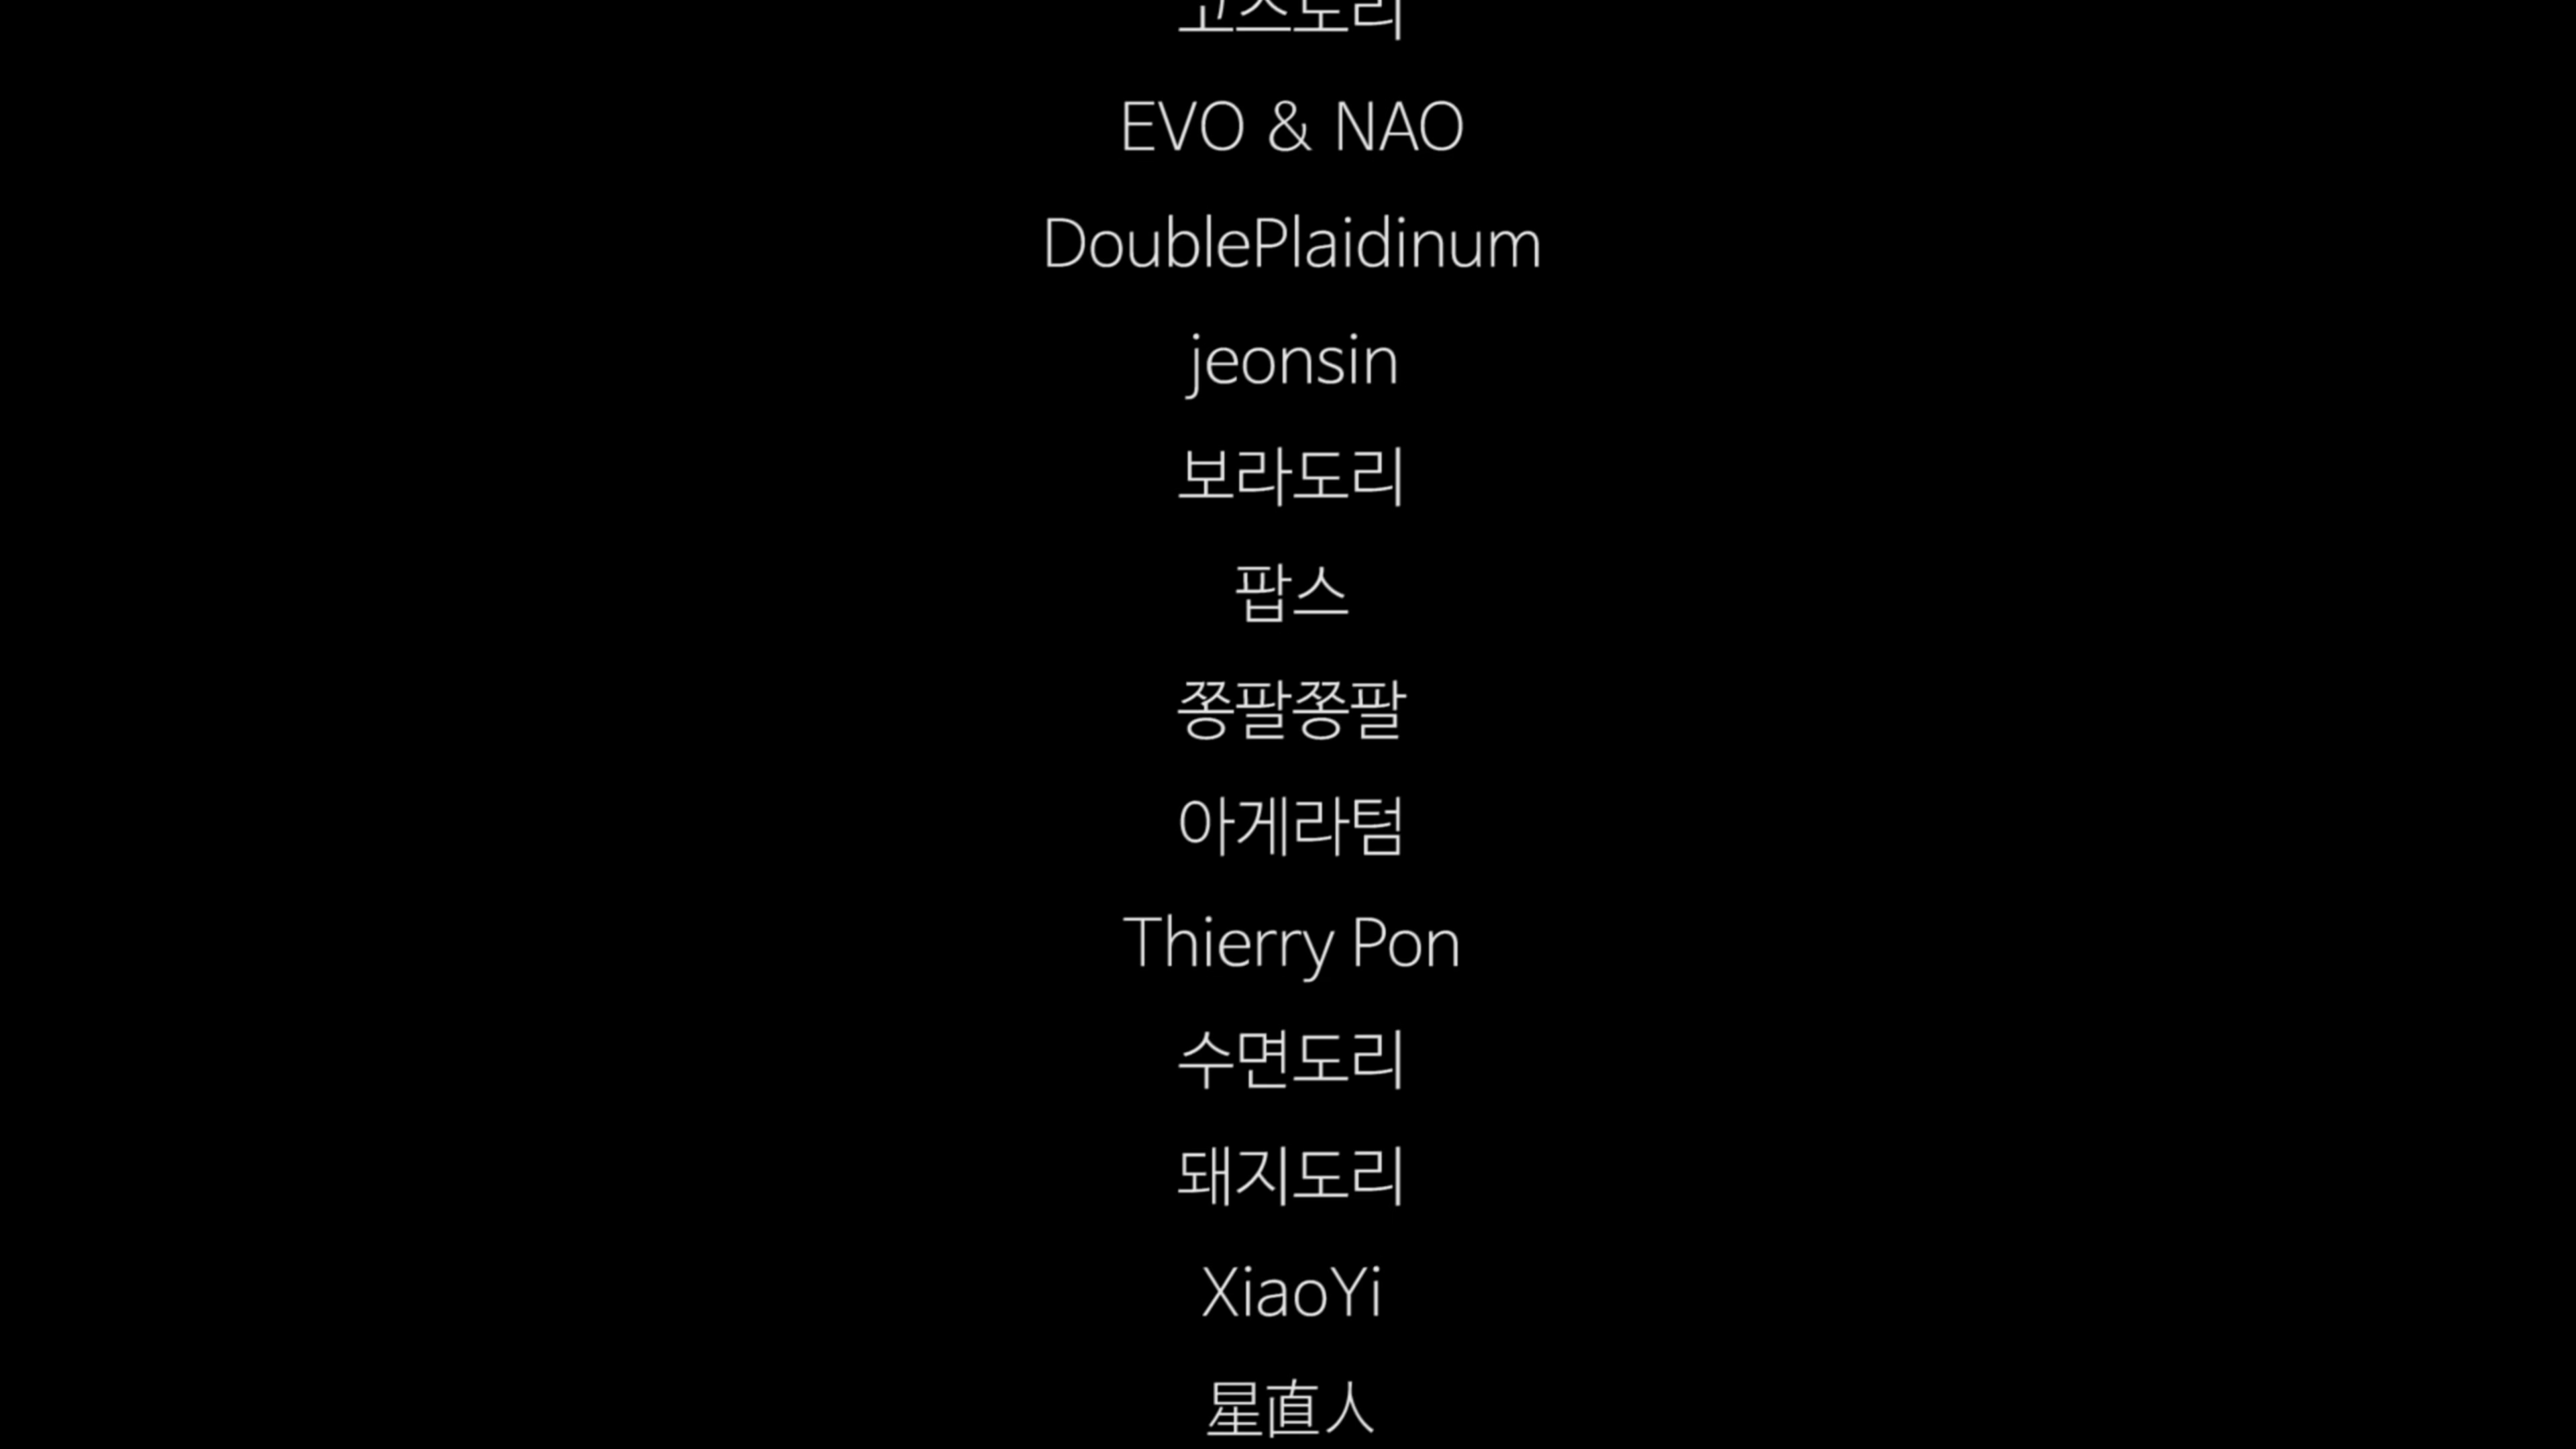 EVO & NAO
DoublePlaidinum
jeonsin
보라도리
팝스
쫑팔쫑팔
아게라텀
Thierry Pon
수면도리
돼지도리
XiaoYi
星直人